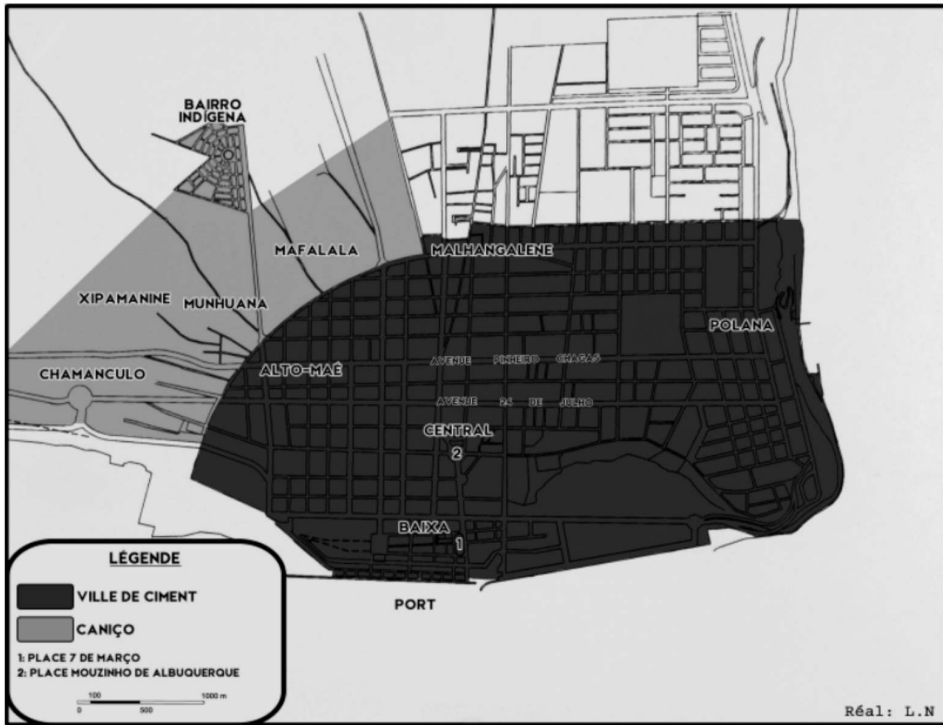 BAIRRO
INDÍGENA
MAFALALA
MALHANGALENE
XIPAMANINE
MUNHUANA
POLANA
AVENUE PINHEIRO CHAGAS
CHAMANCULO
ALTO-MAÉ
AVENUE 24 DE JULHO
CENTRAL
2
BAIXA
1
PORT
LÉGENDE
VILLE DE CIMENT
CANIÇO
1: PLACE 7 DE MARÇO
2: PLACE MOUZINHO DE ALBUQUERQUE
100 1000 m
0 500
Réal: L.N